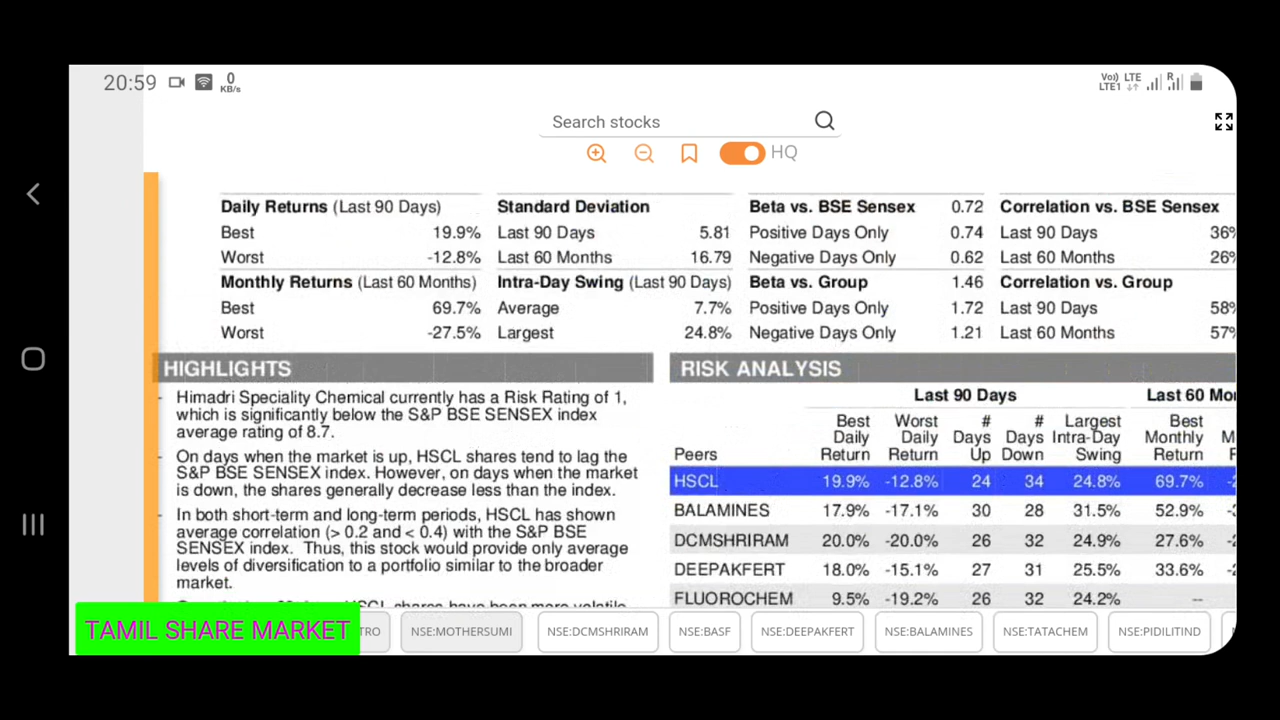 20:59 0 KB/s Vo)) LTE1 LTE R
Search stocks
HQ
Daily Returns (Last 90 Days)
Best 19.9%
Worst -12.8%
Monthly Returns (Last 60 Months)
Best 69.7%
Worst -27.5%
Standard Deviation
Last 90 Days 5.81
Last 60 Months 16.79
Intra-Day Swing (Last 90 Days)
Average 7.7%
Largest 24.8%
Beta vs. BSE Sensex 0.72
Positive Days Only 0.74
Negative Days Only 0.62
Beta vs. Group 1.46
Positive Days Only 1.72
Negative Days Only 1.21
Correlation vs. BSE Sensex
Last 90 Days 36%
Last 60 Months 26%
Correlation vs. Group
Last 90 Days 58%
Last 60 Months 57%
HIGHLIGHTS
- Himadri Speciality Chemical currently has a Risk Rating of 1,
which is significantly below the S&P BSE SENSEX index
average rating of 8.7.
- On days when the market is up, HSCL shares tend to lag the
S&P BSE SENSEX index. However, on days when the market
is down, the shares generally decrease less than the index.
- In both short-term and long-term periods, HSCL has shown
average correlation (> 0.2 and < 0.4) with the S&P BSE
SENSEX index. Thus, this stock would provide only average
levels of diversification to a portfolio similar to the broader
market.
HSCL shares have been more volatile
RISK ANALYSIS
Last 90 Days Last 60 Mo
Peers Best Daily Return Worst Daily Return # Days Up # Days Down Largest Intra-Day Swing Best Monthly Return
HSCL 19.9% -12.8% 24 34 24.8% 69.7%
BALAMINES 17.9% -17.1% 30 28 31.5% 52.9%
DCMSHRIRAM 20.0% -20.0% 26 32 24.9% 27.6%
DEEPAKFERT 18.0% -15.1% 27 31 25.5% 33.6%
FLUOROCHEM 9.5% -19.2% 26 32 24.2% --
TAMIL SHARE MARKET
TRO NSE:MOTHERSUMI NSE:DCMSHRIRAM NSE:BASF NSE:DEEPAKFERT NSE:BALAMINES NSE:TATACHEM NSE:PIDILITIND